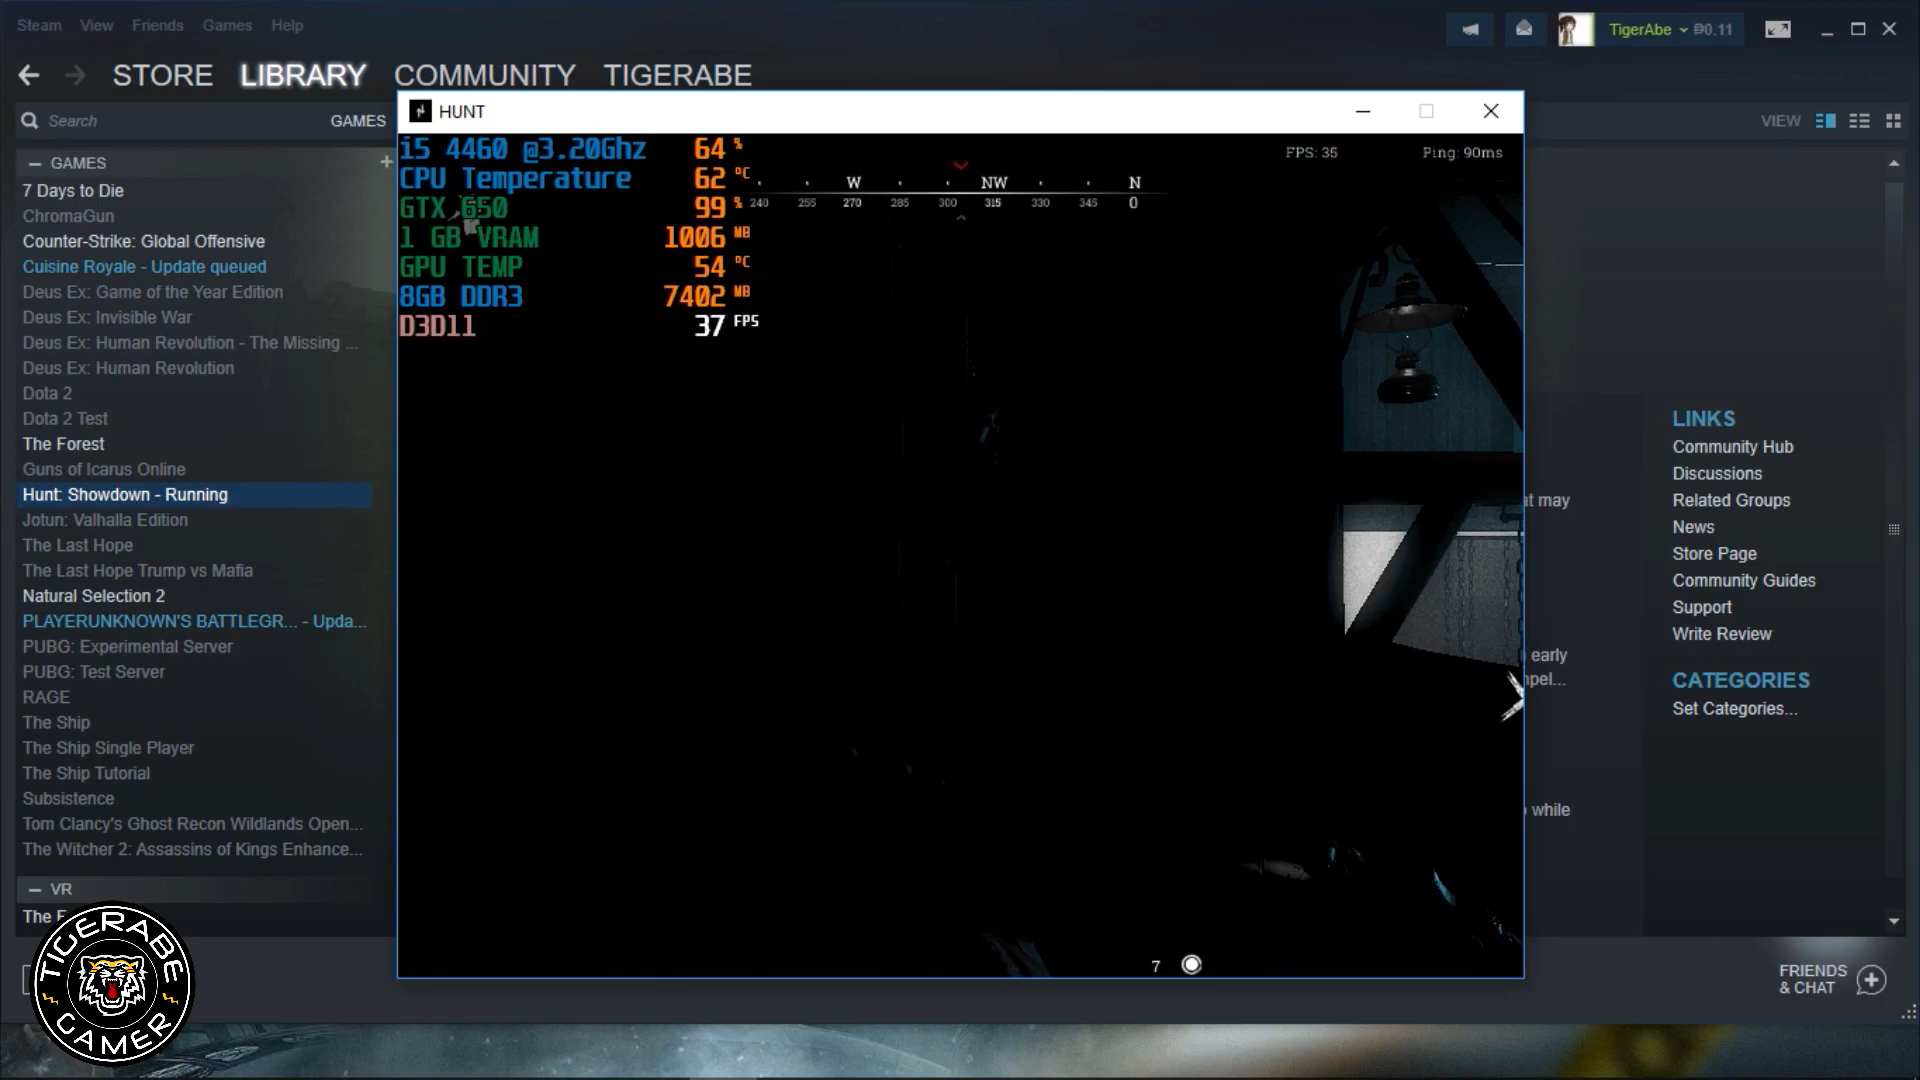 Steam View Friends Games Help
TigerAbe ₱0.11
STORE LIBRARY COMMUNITY TIGERABE
Search GAMES
VIEW
GAMES
7 Days to Die
ChromaGun
Counter-Strike: Global Offensive
Cuisine Royale - Update queued
Deus Ex: Game of the Year Edition
Deus Ex: Invisible War
Deus Ex: Human Revolution - The Missing ...
Deus Ex: Human Revolution
Dota 2
Dota 2 Test
The Forest
Guns of Icarus Online
Hunt: Showdown - Running
Jotun: Valhalla Edition
The Last Hope
The Last Hope Trump vs Mafia
Natural Selection 2
PLAYERUNKNOWN'S BATTLEGR... - Upda...
PUBG: Experimental Server
PUBG: Test Server
RAGE
The Ship
The Ship Single Player
The Ship Tutorial
Subsistence
Tom Clancy's Ghost Recon Wildlands Open...
The Witcher 2: Assassins of Kings Enhance...
VR
The
HUNT
i5 4460 @3.20Ghz 64 %
CPU Temperature 62 °C
GTX 650 99 %
1 GB VRAM 1006 MB
GPU TEMP 54 °C
8GB DDR3 7402 MB
D3D11 37 FPS
W NW N
240 255 270 285 300 315 330 345 0
FPS: 35 Ping: 90ms
7
may
early
while
LINKS
Community Hub
Discussions
Related Groups
News
Store Page
Community Guides
Support
Write Review
CATEGORIES
Set Categories...
FRIENDS
& CHAT
TIGERABE
GAMER